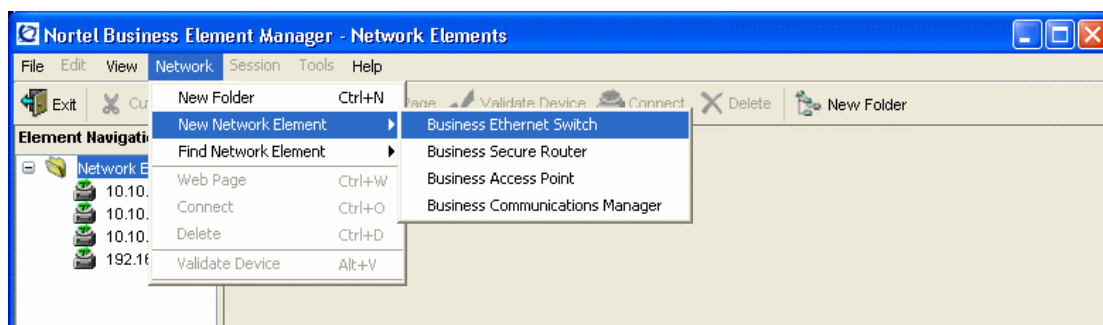 Nortel Business Element Manager - Network Elements
File Edit View Network Session Tools Help
Exit Cu Page Validate Device Connect Delete New Folder
New Folder Ctrl+N
New Network Element
Find Network Element
Web Page Ctrl+W
Connect Ctrl+O
Delete Ctrl+D
Validate Device Alt+V
Business Ethernet Switch
Business Secure Router
Business Access Point
Business Communications Manager
Element Navigati
Network E
10.10.
10.10.
10.10.
192.16